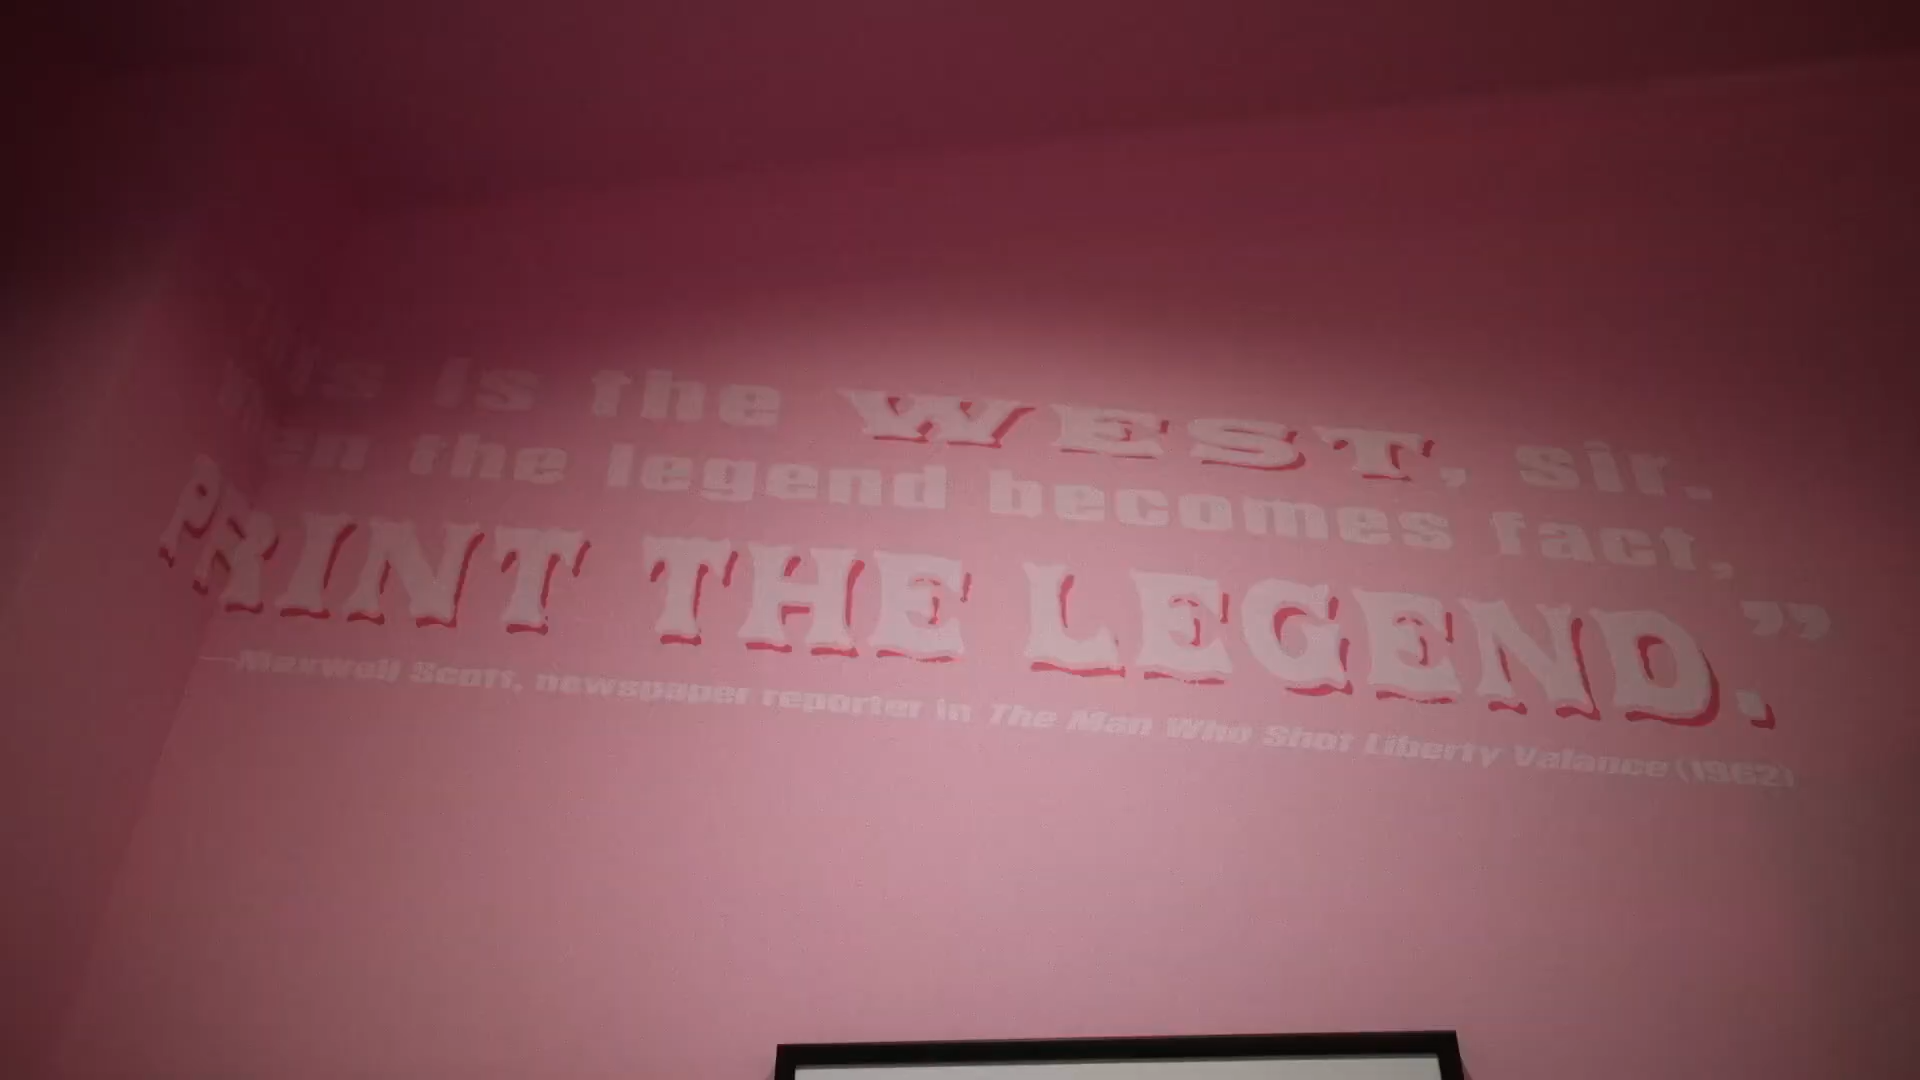 is the WEST, sir.
the legend becomes fact,
PRINT THE LEGEND.”
—Maxwell Scott, newspaper reporter in The Man Who Shot Liberty Valance (1962)